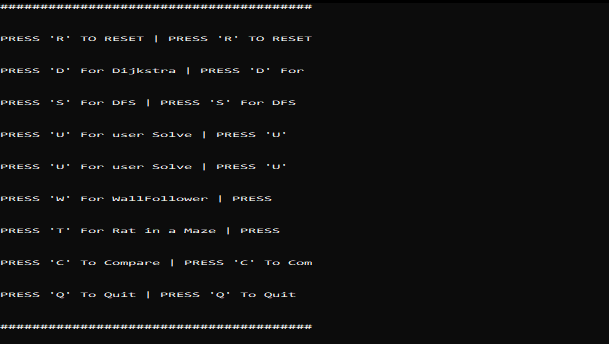 #######################################
PRESS 'R' TO RESET | PRESS 'R' TO RESET
PRESS 'D' For Dijkstra | PRESS 'D' For
PRESS 'S' For DFS | PRESS 'S' For DFS
PRESS 'U' For user Solve | PRESS 'U'
PRESS 'U' For user Solve | PRESS 'U'
PRESS 'W' For WallFollower | PRESS
PRESS 'T' For Rat in a Maze | PRESS
PRESS 'C' To Compare | PRESS 'C' To Com
PRESS 'Q' To Quit | PRESS 'Q' To Quit
#######################################